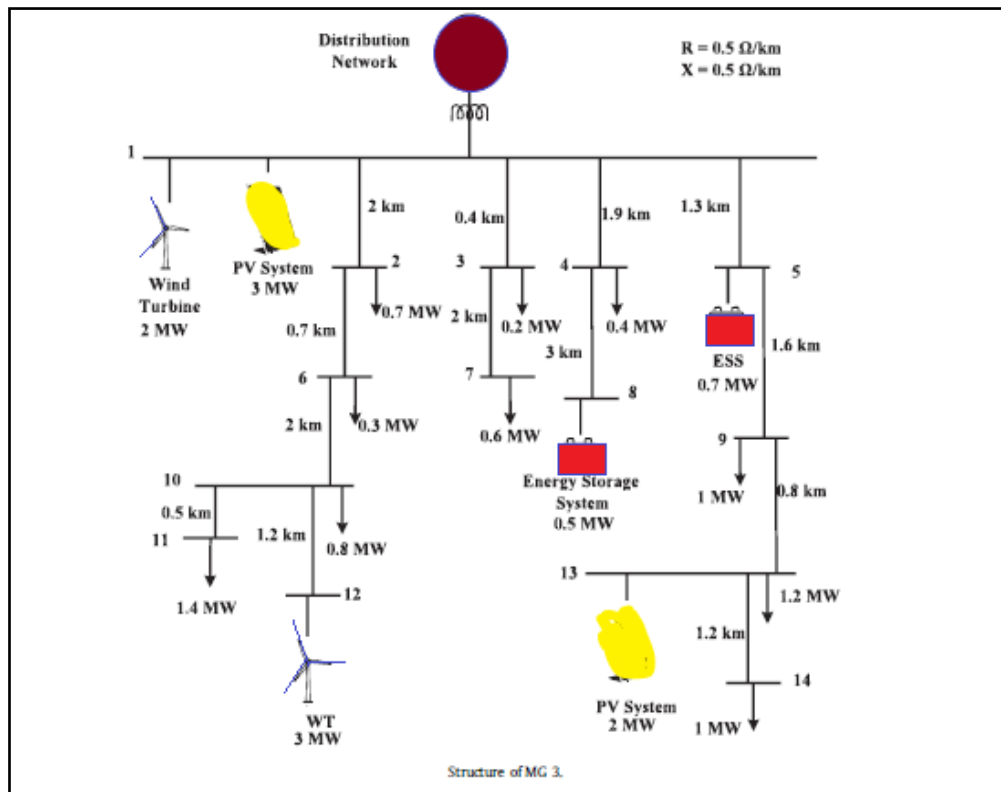 Distribution
Network
R = 0.5 Ω/km
X = 0.5 Ω/km
1
2 km
0.4 km
1.9 km
1.3 km
Wind
Turbine
2 MW
PV System
3 MW
2
0.7 MW
3
0.2 MW
4
0.4 MW
5
ESS
0.7 MW
0.7 km
2 km
3 km
1.6 km
6
0.3 MW
7
0.6 MW
8
Energy Storage
System
0.5 MW
9
1 MW
2 km
0.8 km
10
0.8 MW
0.5 km
1.2 km
11
1.4 MW
12
WT
3 MW
13
1.2 MW
PV System
2 MW
1.2 km
14
1 MW
Structure of MG 3.